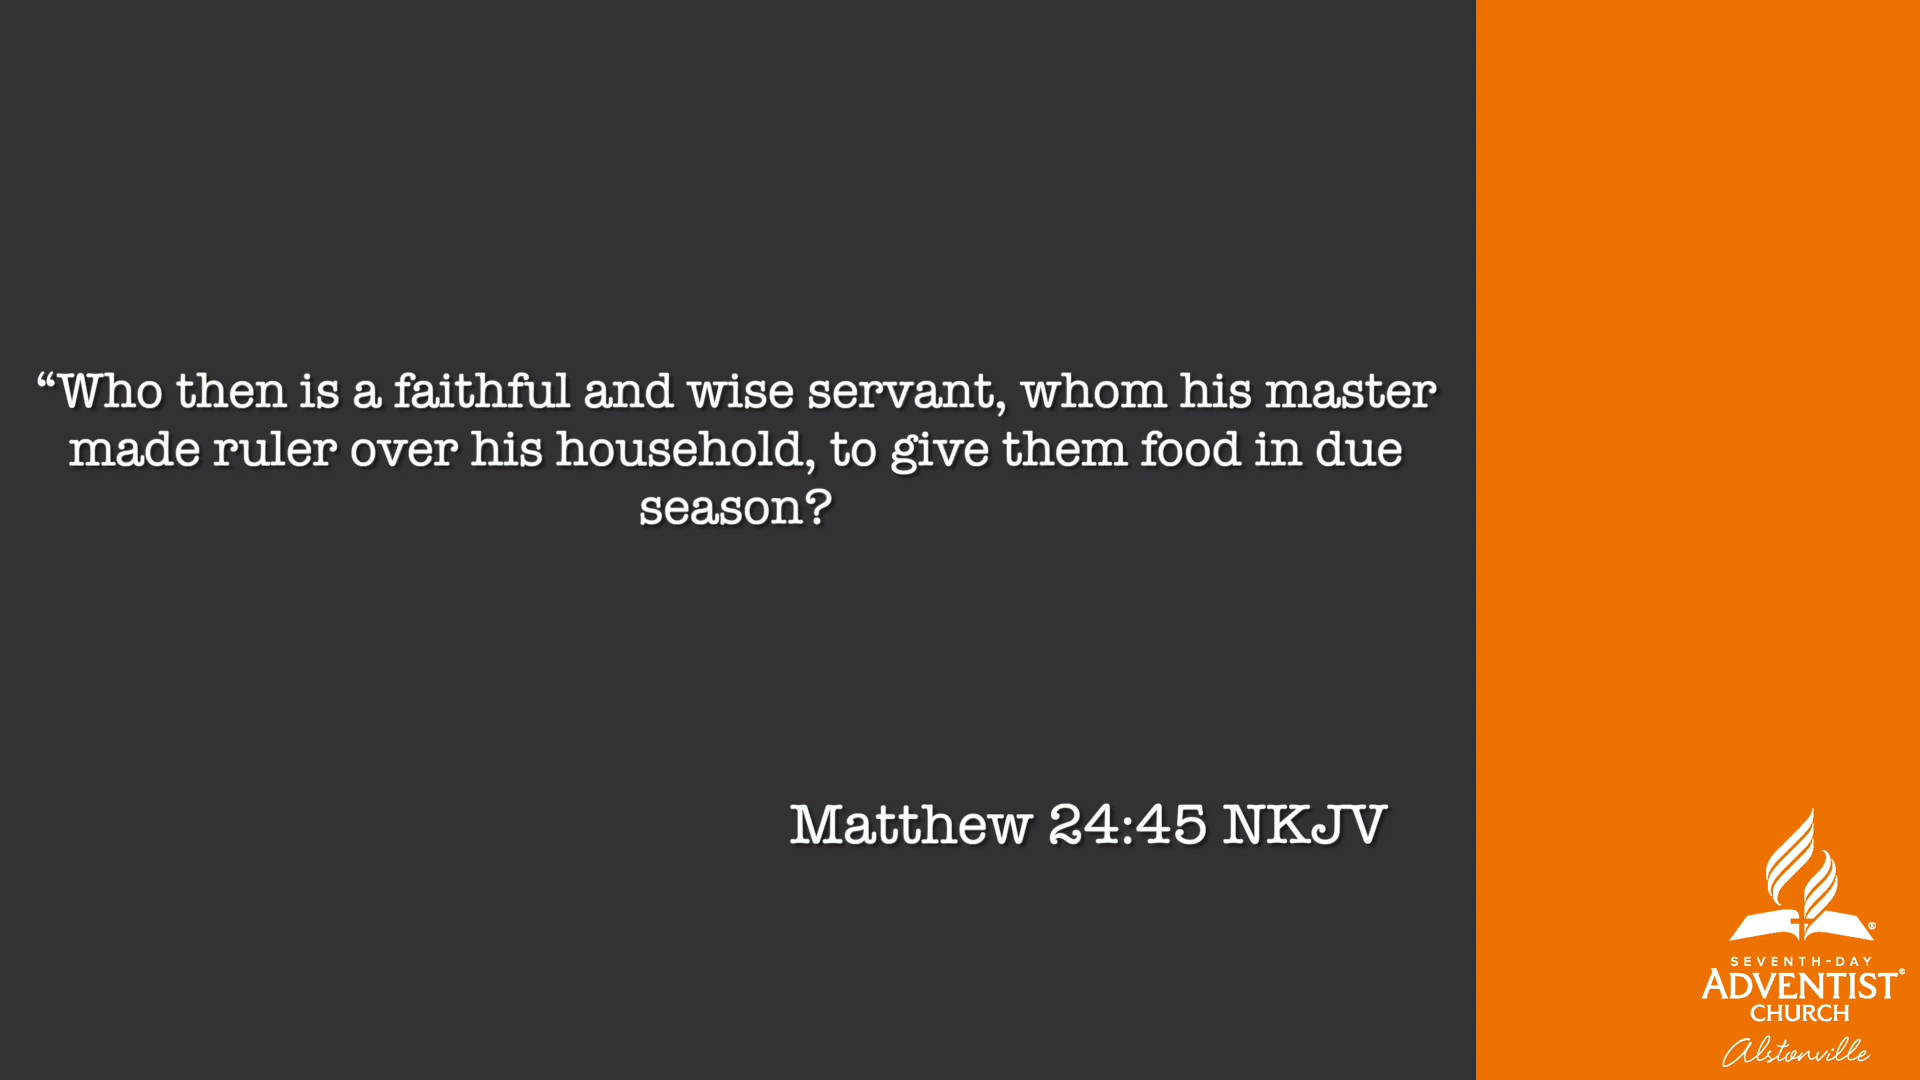 “Who then is a faithful and wise servant, whom his master
made ruler over his household, to give them food in due
season?
Matthew 24:45 NKJV
®
SEVENTH-DAY
ADVENTIST®
CHURCH
Alstonville